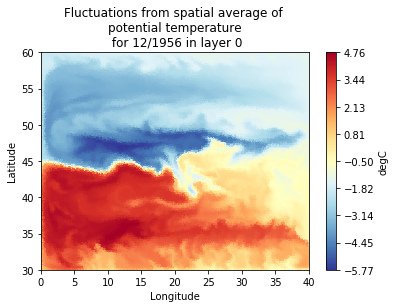 Fluctuations from spatial average of
potential temperature
for 12/1956 in layer 0
60
55
50
45
40
35
30
Latitude
0 5 10 15 20 25 30 35 40
Longitude
4.76
3.44
2.13
0.81
−0.50
−1.82
−3.14
−4.45
−5.77
degC